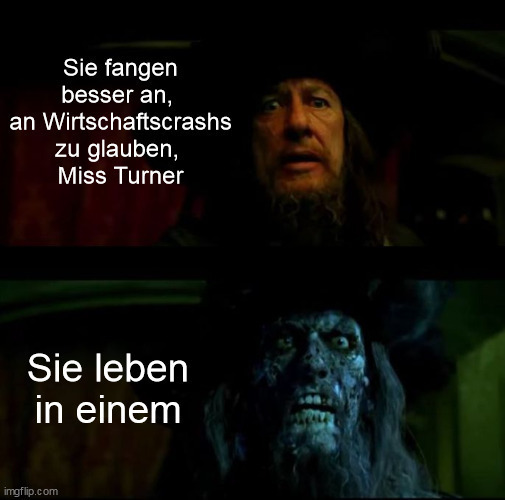 Sie fangen
besser an,
an Wirtschaftscrashs
zu glauben,
Miss Turner
Sie leben
in einem
imgflip.com